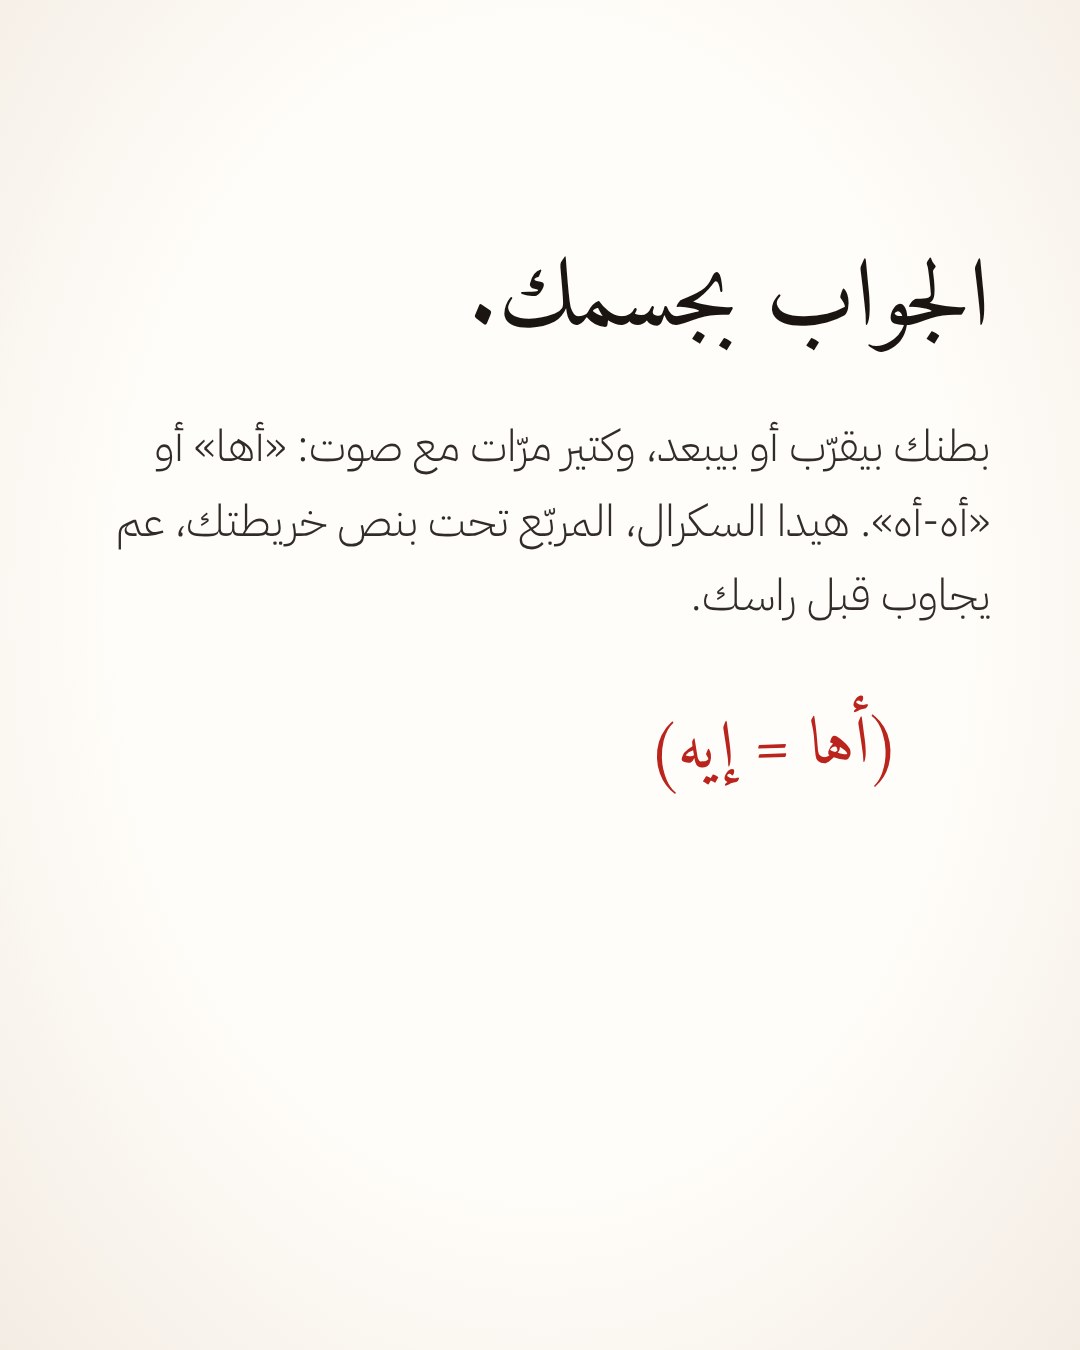 الجواب بجسمك.
بطنك بيقرّب أو بيبعد، وكتير مرّات مع صوت: «أها» أو
«أه-أه». هيدا السكرال، المربّع تحت بنص خريطتك، عم
يجاوب قبل راسك.
(أها = إيه)